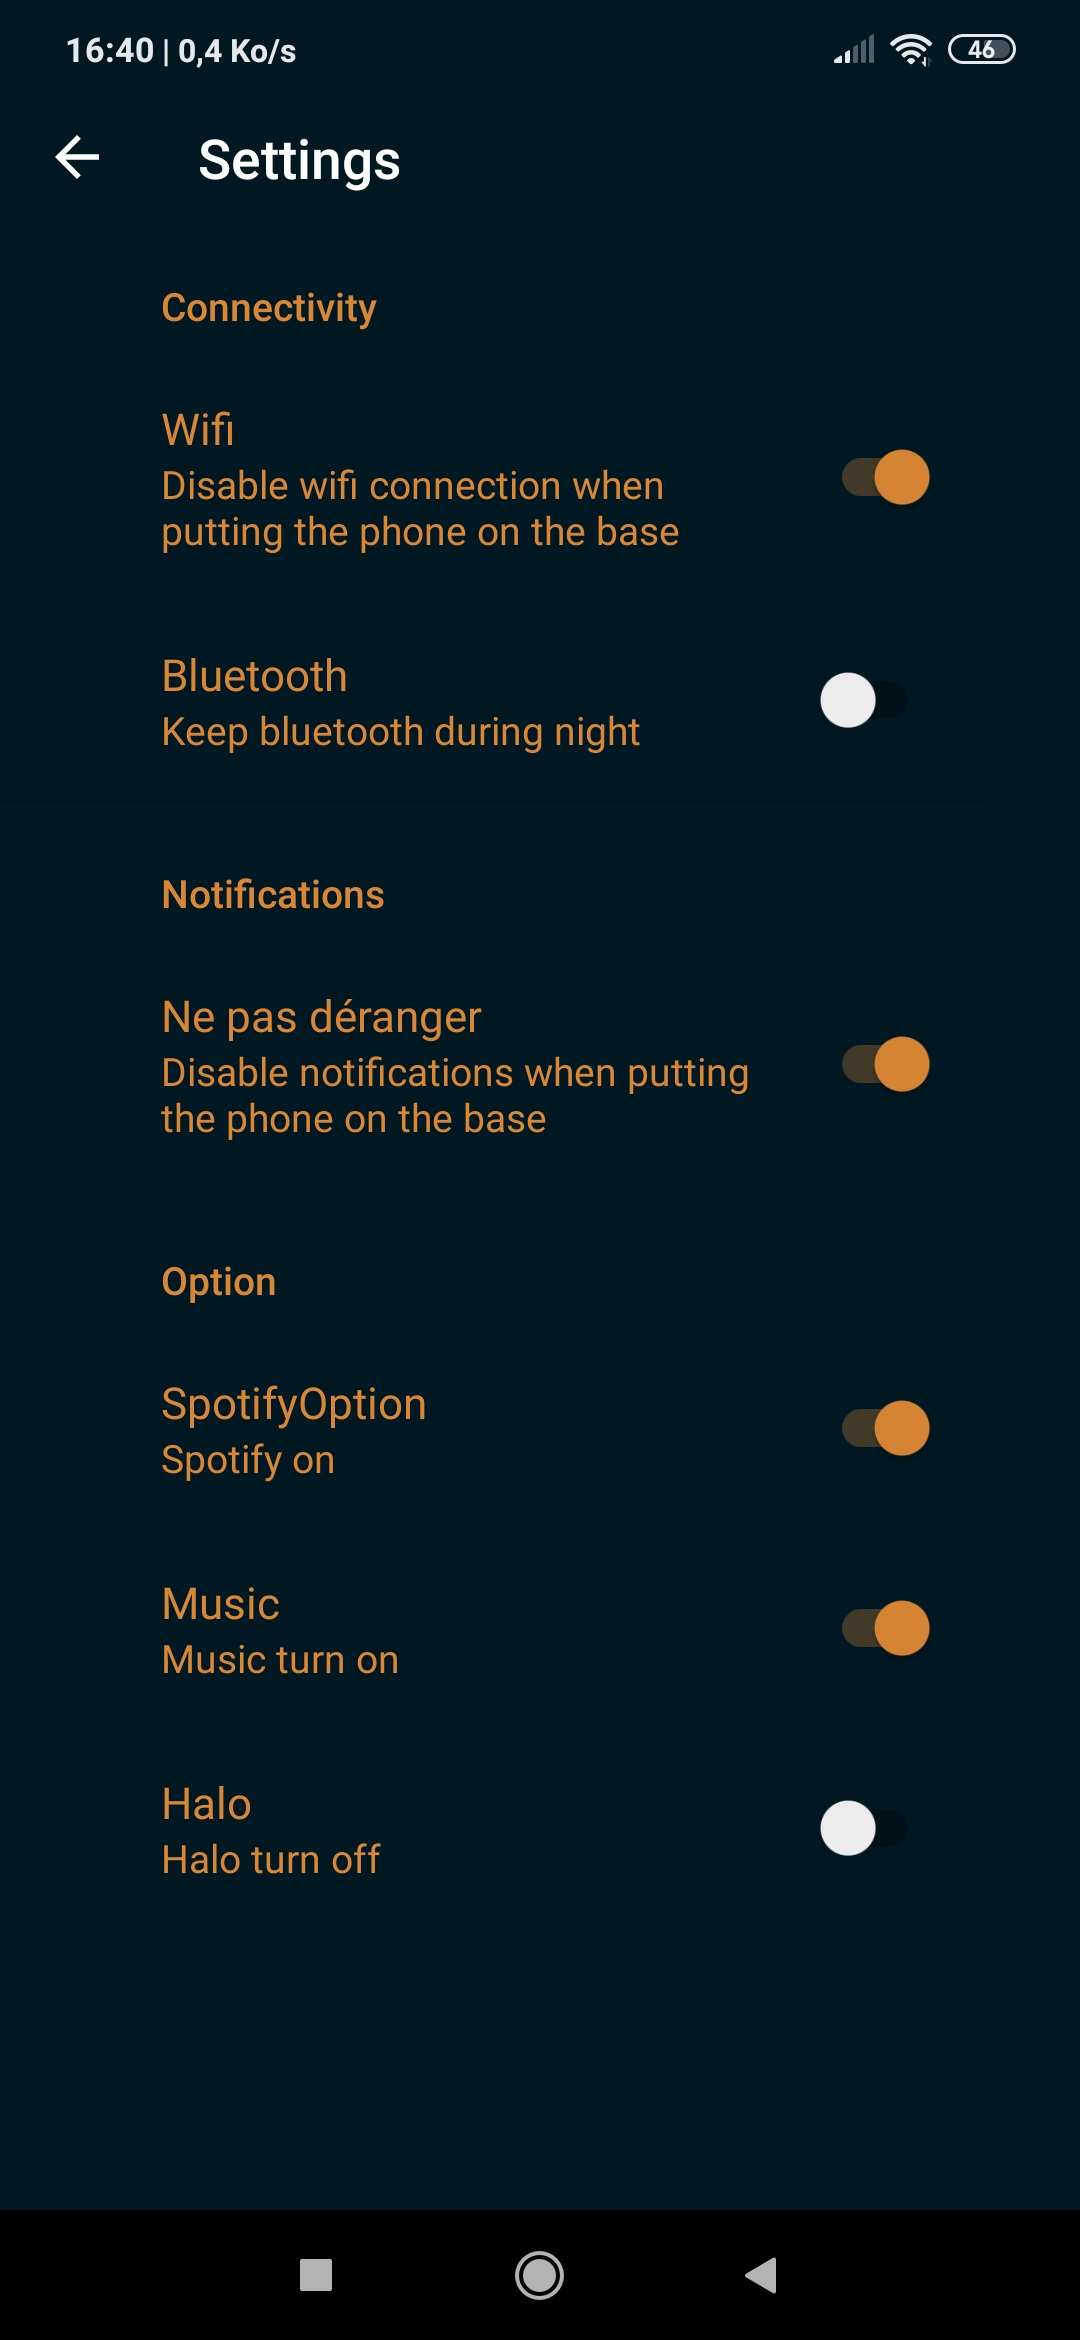 16:40 | 0,4 Ko/s
46
Settings
Connectivity
Wifi
Disable wifi connection when
putting the phone on the base
Bluetooth
Keep bluetooth during night
Notifications
Ne pas déranger
Disable notifications when putting
the phone on the base
Option
SpotifyOption
Spotify on
Music
Music turn on
Halo
Halo turn off